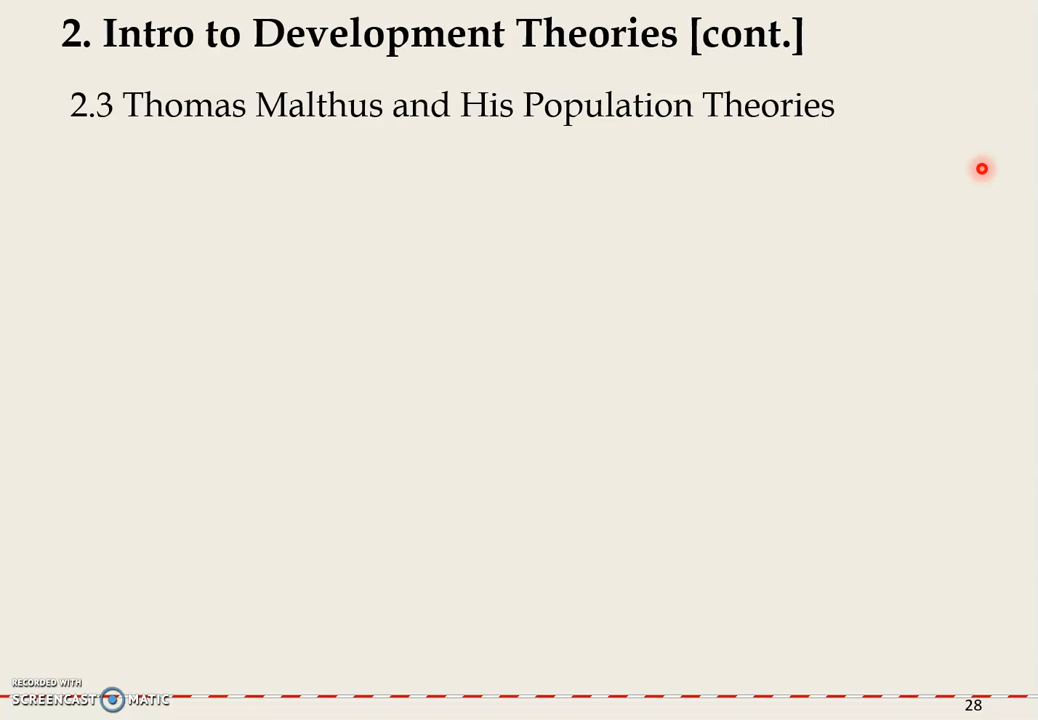 2. Intro to Development Theories [cont.]
2.3 Thomas Malthus and His Population Theories
RECORDED WITH
SCREENCAST MATIC
28